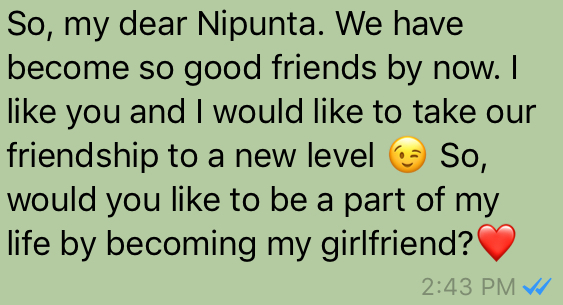 So, my dear Nipunta. We have
become so good friends by now. I
like you and I would like to take our
friendship to a new level 😉 So,
would you like to be a part of my
life by becoming my girlfriend?❤️
2:43 PM